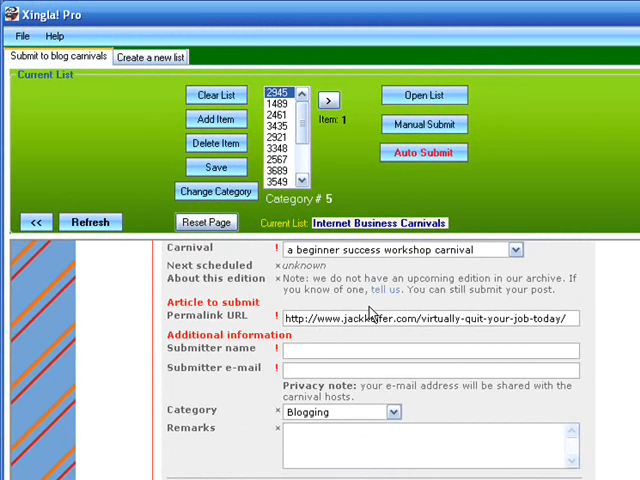 Xingla! Pro
File Help
Submit to blog carnivals Create a new list
Current List
Clear List
Add Item
Delete Item
Save
Change Category
2945
1489
2461
3435
2921
3348
2567
3689
3549
>
Item: 1
Category # 5
Open List
Manual Submit
Auto Submit
<< Refresh Reset Page Current List: Internet Business Carnivals
Carnival ! a beginner success workshop carnival
Next scheduled ×unknown
About this edition ×Note: we do not have an upcoming edition in our archive. If
you know of one, tell us. You can still submit your post.
Article to submit
Permalink URL ! http://www.jackh fer.com/virtually-quit-your-job-today/
Additional information
Submitter name !
Submitter e-mail !
Privacy note: your e-mail address will be shared with the
carnival hosts.
Category × Blogging
Remarks ×